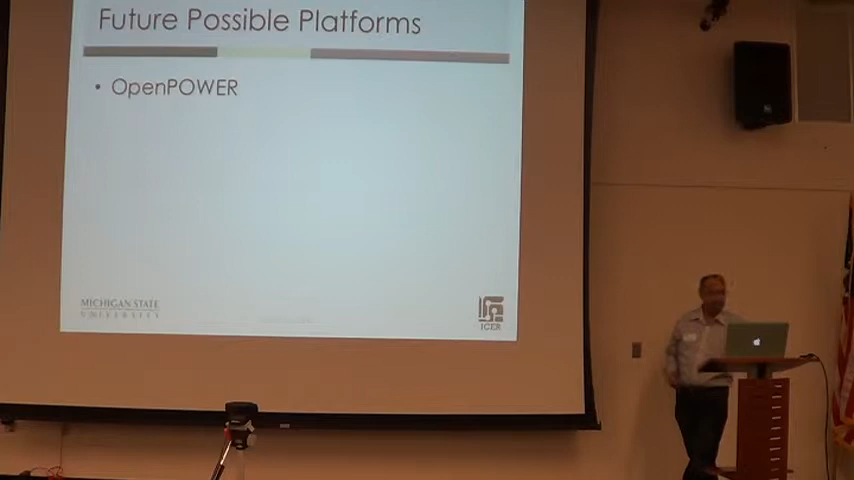 Future Possible Platforms
• OpenPOWER
MICHIGAN STATE
UNIVERSITY
ICER